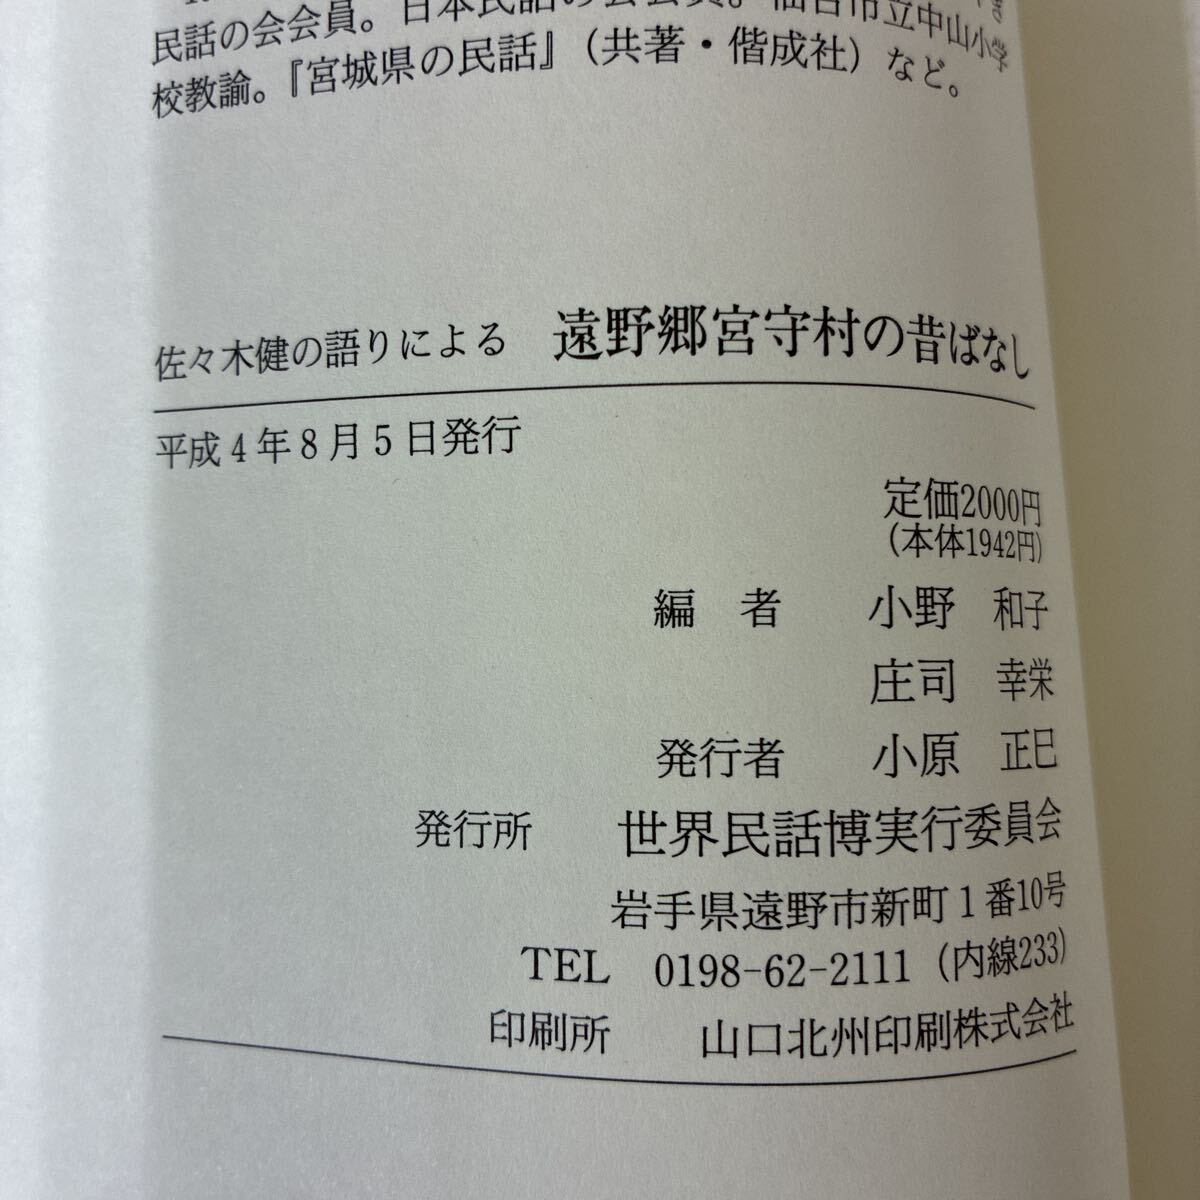 民話の会会員。日本民話の会会員。仙台市立中山小学
校教諭。『宮城県の民話』(共著・偕成社)など。
佐々木健の語りによる　遠野郷宮守村の昔ばなし
平成4年8月5日発行
定価2000円
(本体1942円)
編　者　小野　和子
庄司　幸栄
発行者　小原　正巳
発行所　世界民話博実行委員会
岩手県遠野市新町1番10号
TEL　0198-62-2111(内線233)
印刷所　山口北州印刷株式会社